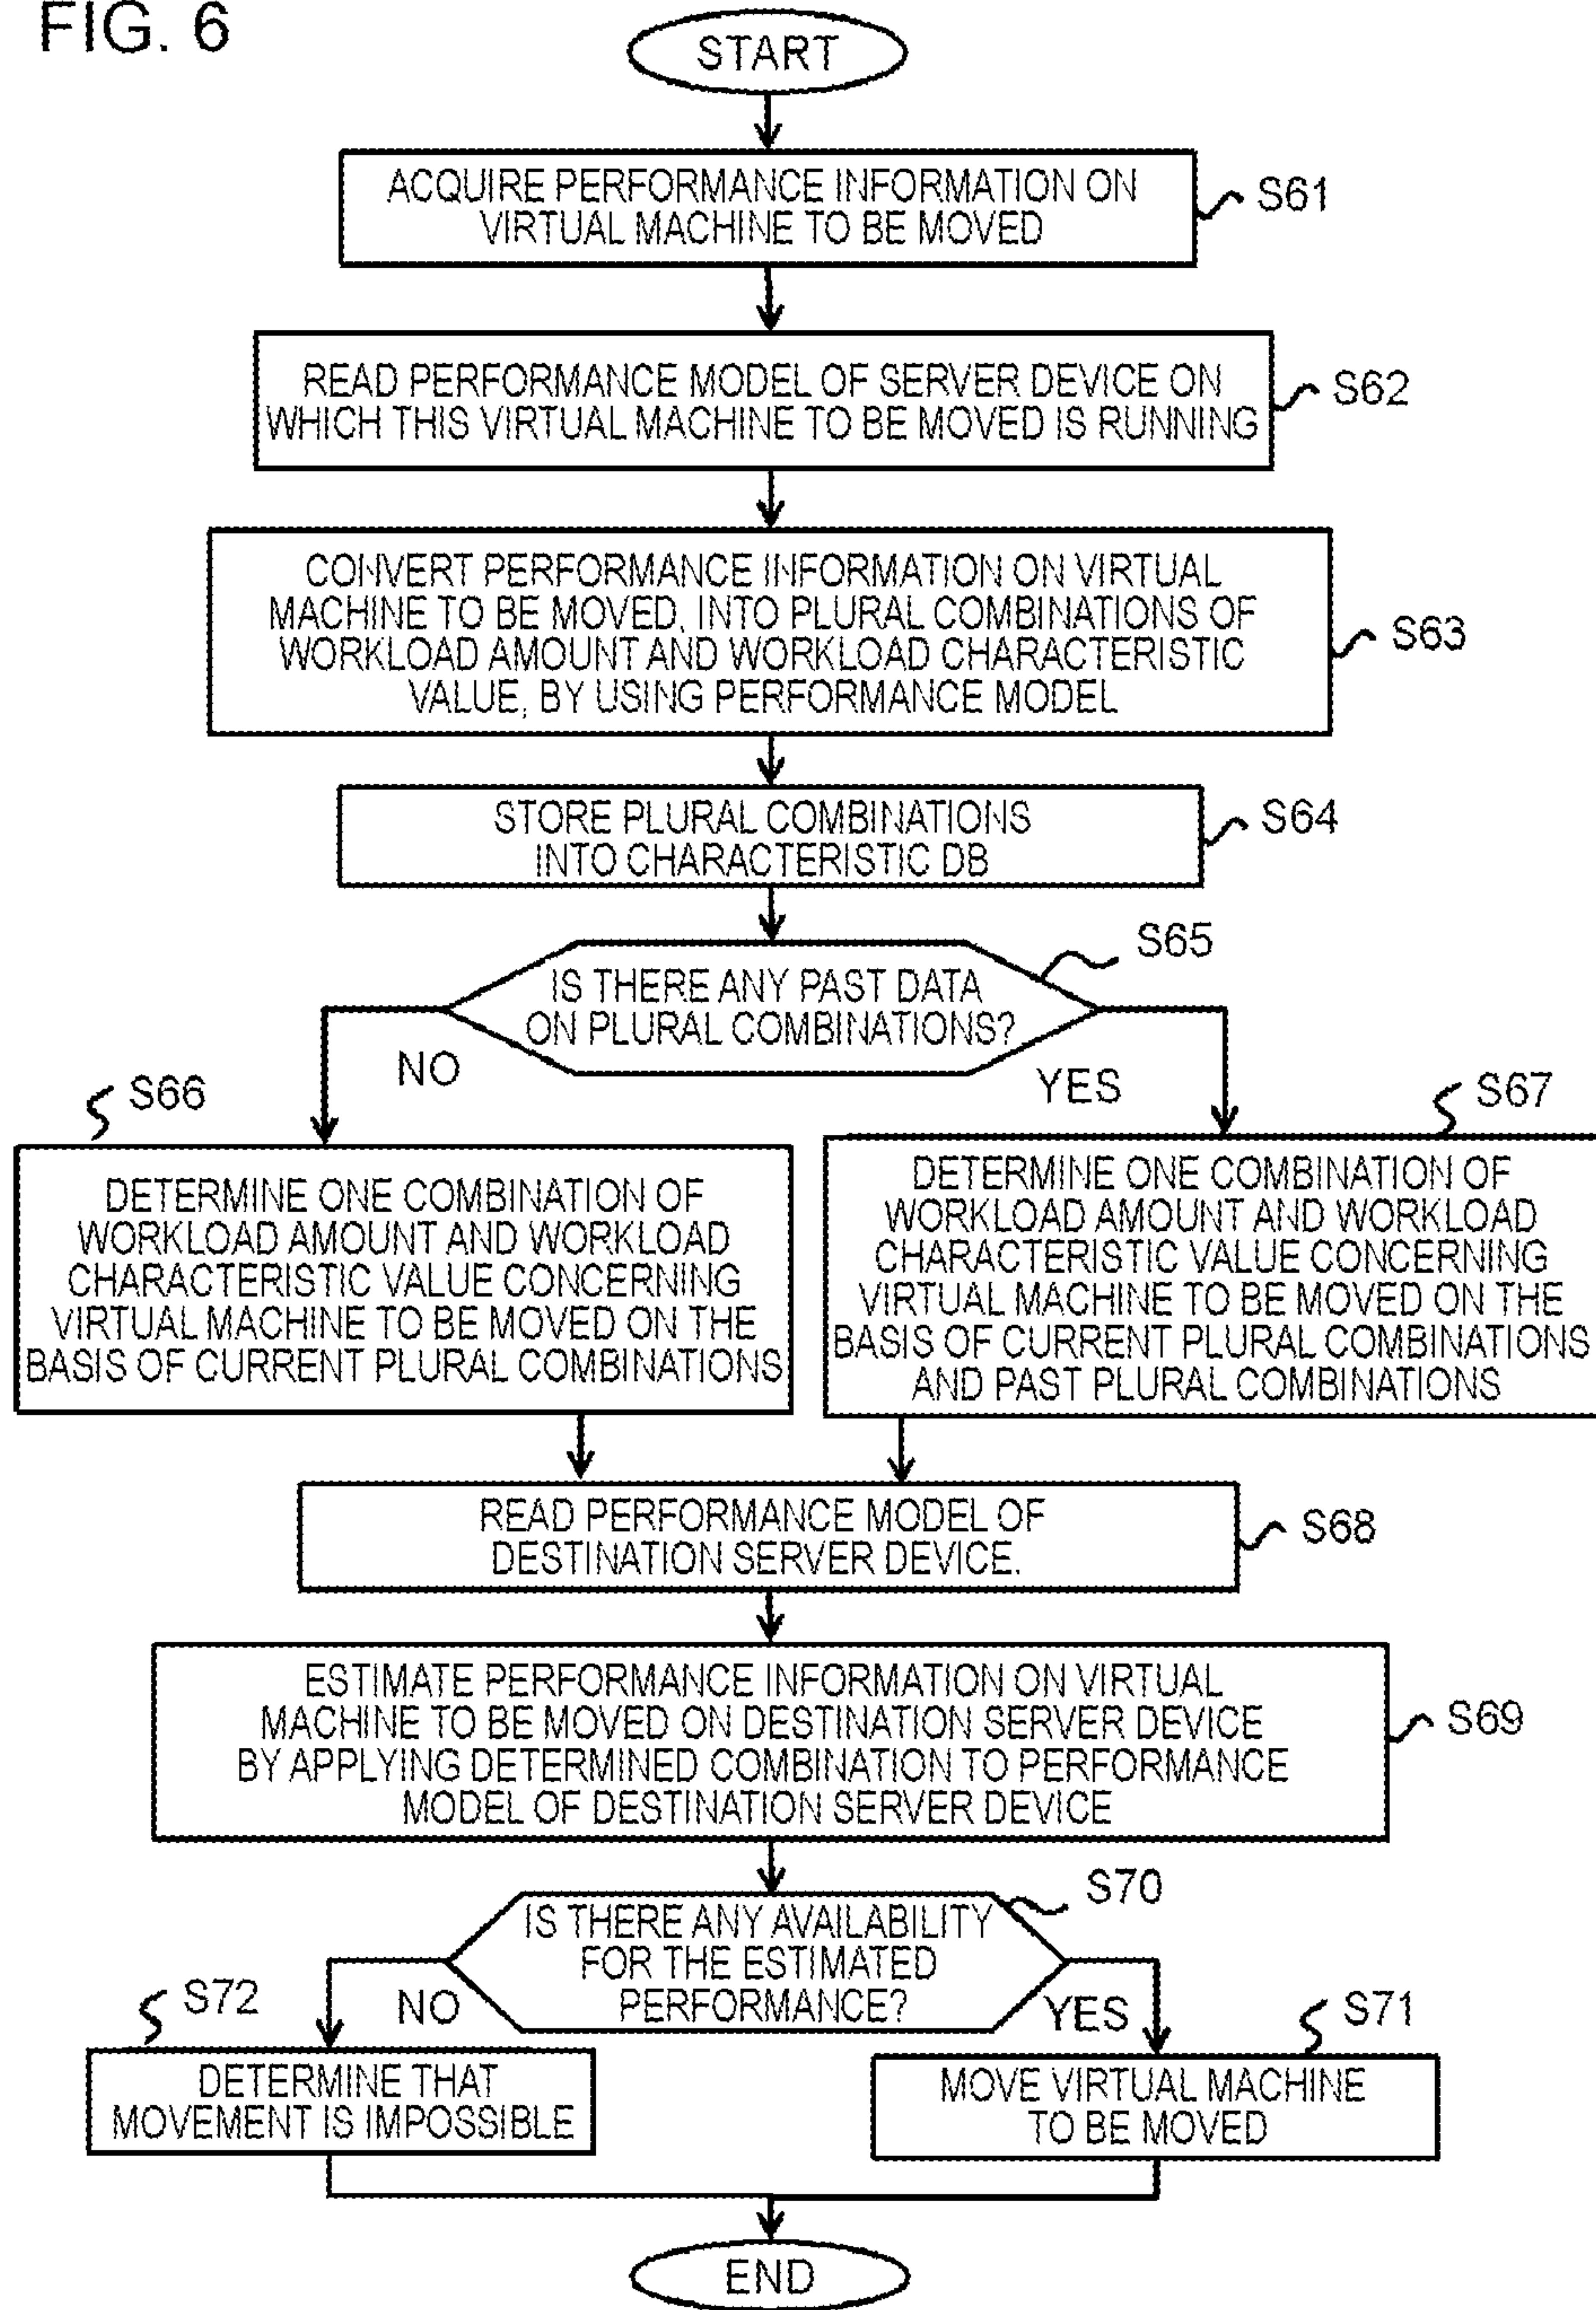 FIG. 6
START
ACQUIRE PERFORMANCE INFORMATION ON
VIRTUAL MACHINE TO BE MOVED
S61
READ PERFORMANCE MODEL OF SERVER DEVICE ON
WHICH THIS VIRTUAL MACHINE TO BE MOVED IS RUNNING
S62
CONVERT PERFORMANCE INFORMATION ON VIRTUAL
MACHINE TO BE MOVED, INTO PLURAL COMBINATIONS OF
WORKLOAD AMOUNT AND WORKLOAD CHARACTERISTIC
VALUE, BY USING PERFORMANCE MODEL
S63
STORE PLURAL COMBINATIONS
INTO CHARACTERISTIC DB
S64
S65
IS THERE ANY PAST DATA
ON PLURAL COMBINATIONS?
NO
YES
S66
DETERMINE ONE COMBINATION OF
WORKLOAD AMOUNT AND WORKLOAD
CHARACTERISTIC VALUE CONCERNING
VIRTUAL MACHINE TO BE MOVED ON THE
BASIS OF CURRENT PLURAL COMBINATIONS
S67
DETERMINE ONE COMBINATION OF
WORKLOAD AMOUNT AND WORKLOAD
CHARACTERISTIC VALUE CONCERNING
VIRTUAL MACHINE TO BE MOVED ON THE
BASIS OF CURRENT PLURAL COMBINATIONS
AND PAST PLURAL COMBINATIONS
READ PERFORMANCE MODEL OF
DESTINATION SERVER DEVICE.
S68
ESTIMATE PERFORMANCE INFORMATION ON VIRTUAL
MACHINE TO BE MOVED ON DESTINATION SERVER DEVICE
BY APPLYING DETERMINED COMBINATION TO PERFORMANCE
MODEL OF DESTINATION SERVER DEVICE
S69
S70
IS THERE ANY AVAILABILITY
FOR THE ESTIMATED
PERFORMANCE?
NO
YES
S72
DETERMINE THAT
MOVEMENT IS IMPOSSIBLE
S71
MOVE VIRTUAL MACHINE
TO BE MOVED
END